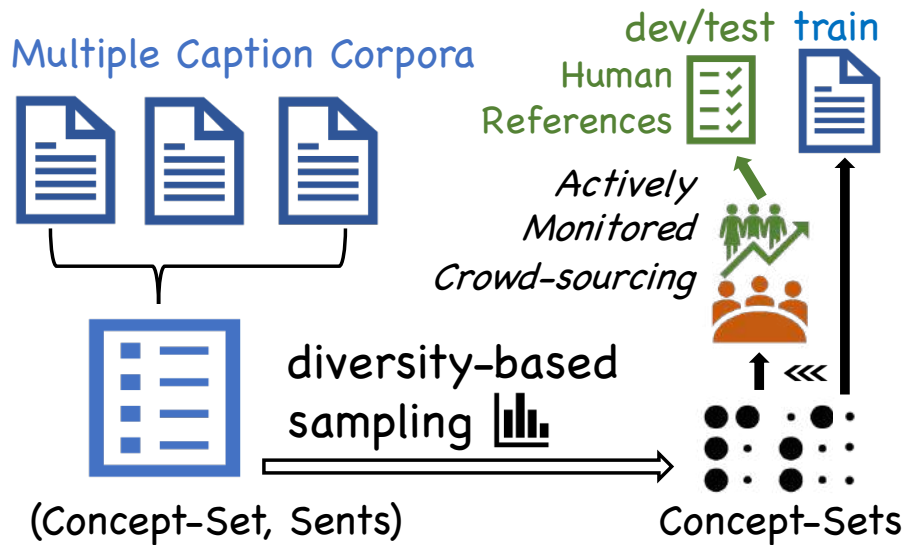 Multiple Caption Corpora
dev/test train
Human
References
Actively
Monitored
Crowd-sourcing
diversity-based
sampling
(Concept-Set, Sents)
Concept-Sets